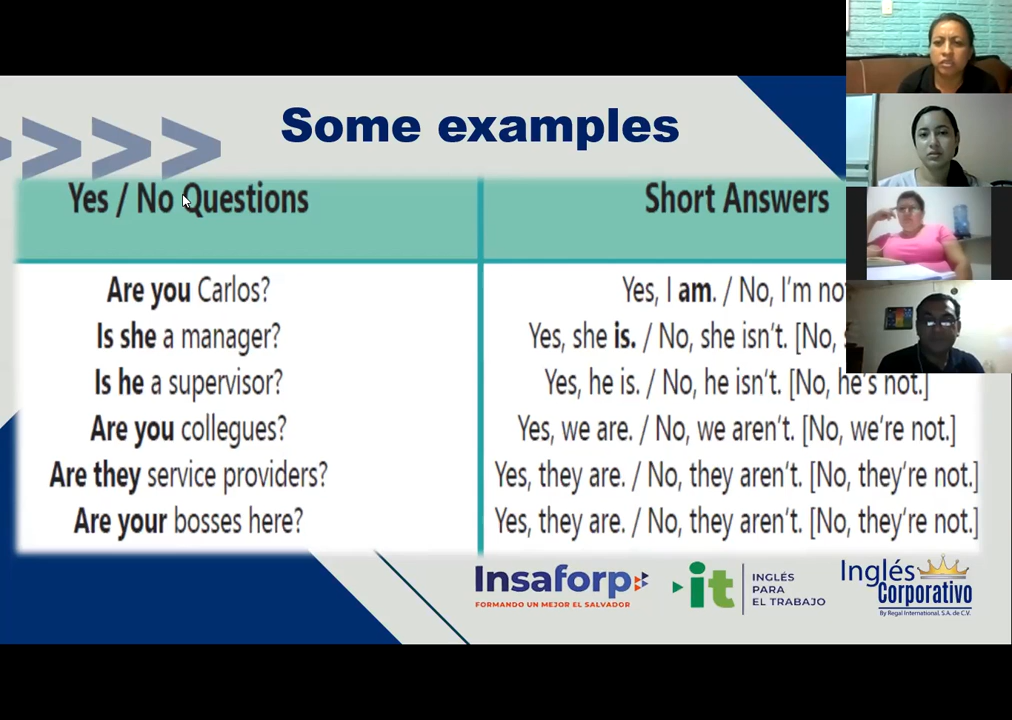 Some examples
Yes / No Questions
Short Answers
Are you Carlos?
Yes, I am. / No, I'm no
Is she a manager?
Yes, she is. / No, she isn't. [No,
Is he a supervisor?
Yes, he is. / No, he isn't. [No, he's not.]
Are you collegues?
Yes, we are. / No, we aren't. [No, we're not.]
Are they service providers?
Yes, they are. / No, they aren't. [No, they're not.]
Are your bosses here?
Yes, they are. / No, they aren't. [No, they're not.]
Insaforp
FORMANDO UN MEJOR EL SALVADOR
it
INGLÉS
PARA
EL TRABAJO
Inglés
Corporativo
By Regal International, S.A. de C.V.